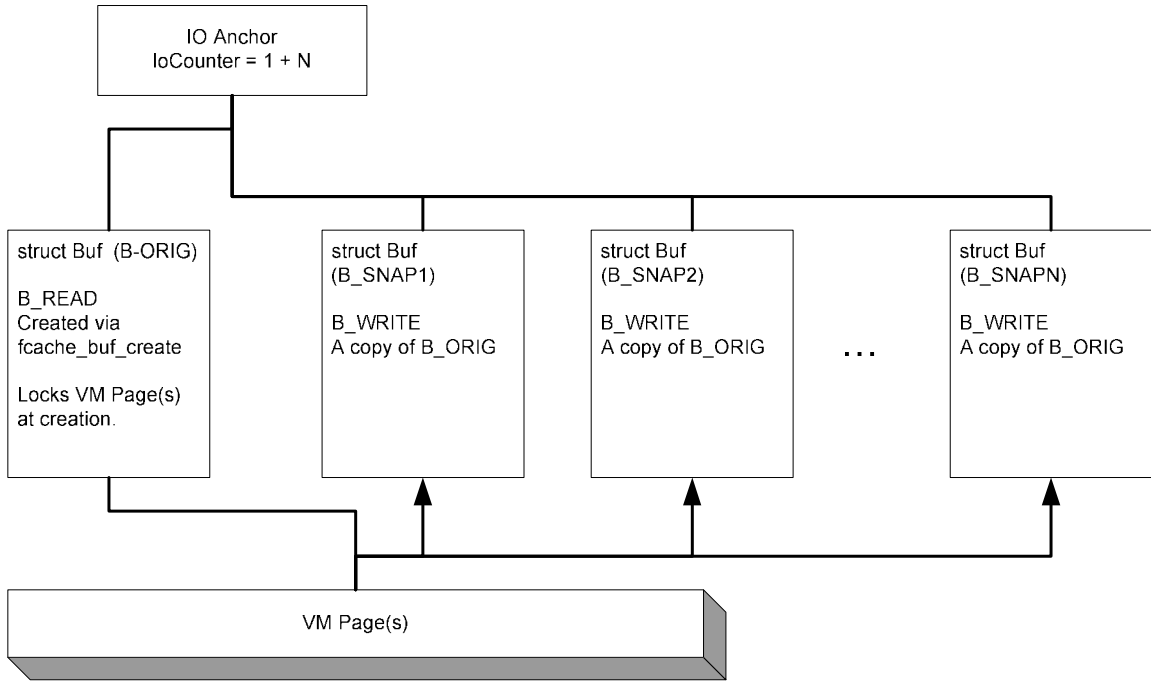 IO Anchor
IoCounter = 1 + N
struct Buf  (B-ORIG)
B_READ
Created via
fcache_buf_create
Locks VM Page(s)
at creation.
struct Buf
(B_SNAP1)
B_WRITE
A copy of B_ORIG
struct Buf
(B_SNAP2)
B_WRITE
A copy of B_ORIG
...
struct Buf
(B_SNAPN)
B_WRITE
A copy of B_ORIG
VM Page(s)